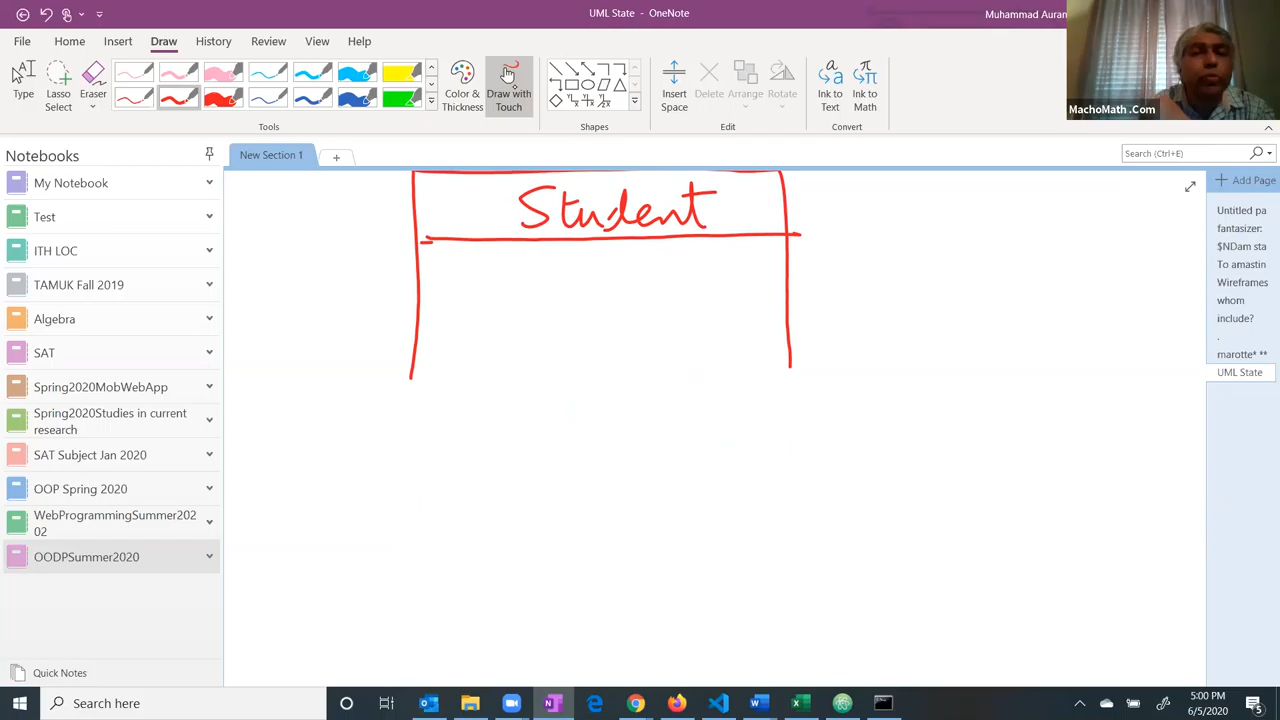 UML State - OneNote
Muhammad Auran
File
Home
Insert
Draw
History
Review
View
Help
Type
Lasso
Select
Eraser
Color &
Thickness
Draw with
Touch
Insert
Space
Delete
Arrange
Rotate
Ink to
Text
Ink to
Math
Tools
Shapes
Edit
Convert
MachoMath .Com
Notebooks
New Section 1
Search (Ctrl+E)
My Notebook
Test
ITH LOC
TAMUK Fall 2019
Algebra
SAT
Spring2020MobWebApp
Spring2020Studies in current
research
SAT Subject Jan 2020
OOP Spring 2020
WebProgrammingSummer202
02
OODPSummer2020
Quick Notes
Student
Add Page
Untitled pa
fantasizer:
$NDam sta
To amastin
Wireframes
whom
include?
.
marotte* **
UML State
Search here
5:00 PM
6/5/2020
5